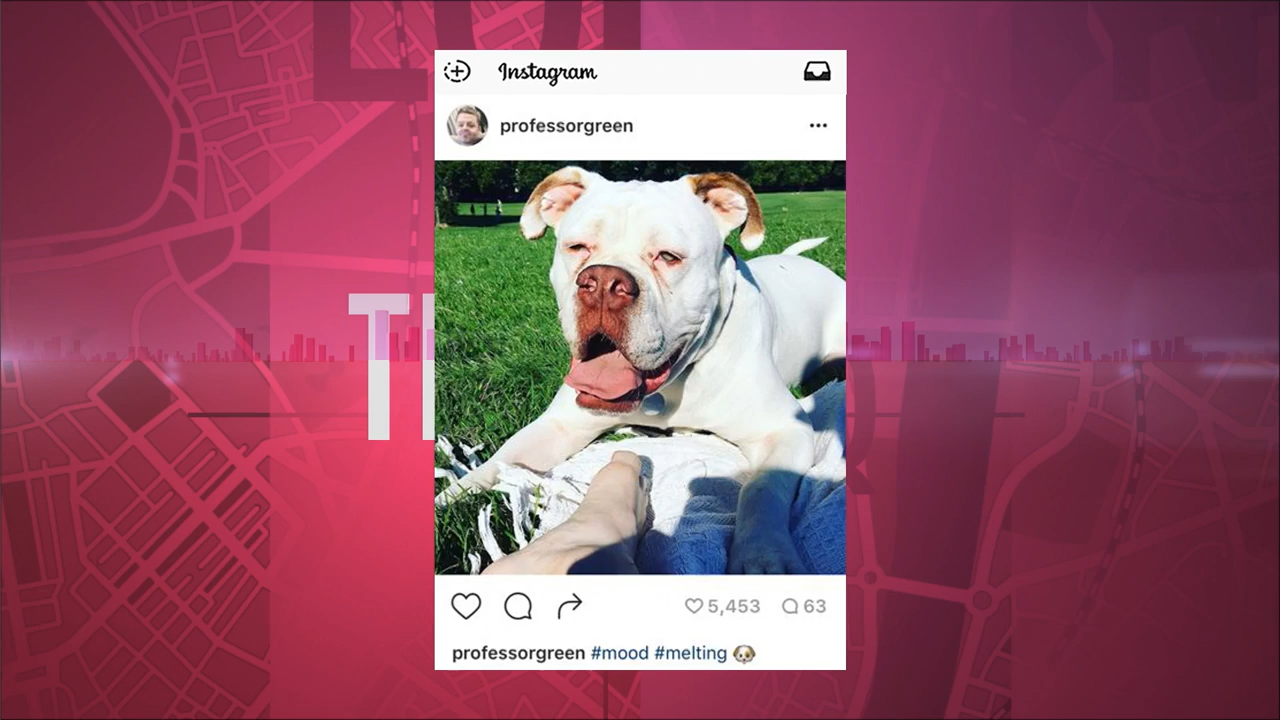 Instagram
professorgreen
5,453 63
professorgreen #mood #melting